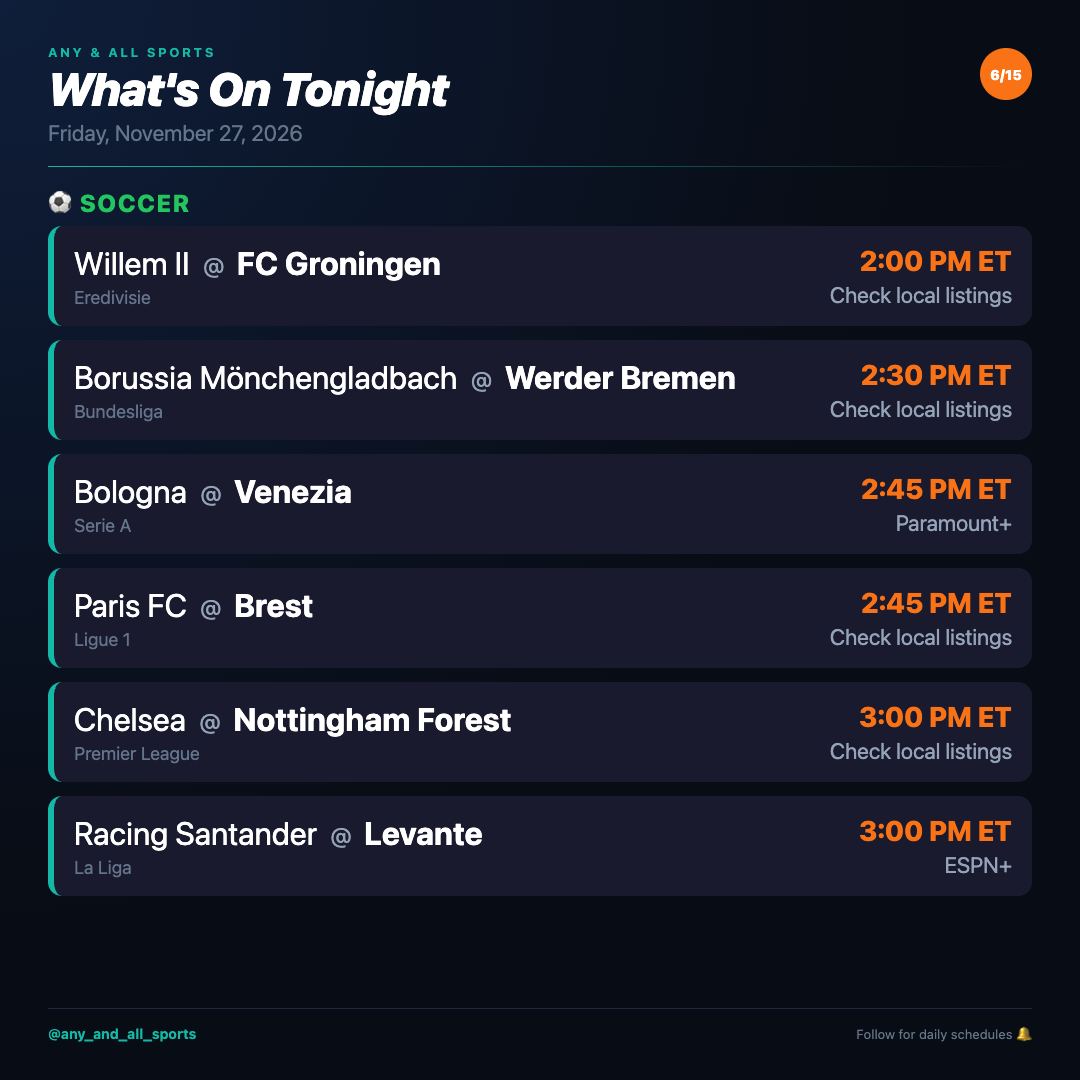 ANY & ALL SPORTS
What's On Tonight
6/15
Friday, November 27, 2026
⚽ SOCCER
Willem II @ FC Groningen
2:00 PM ET
Eredivisie
Check local listings
Borussia Mönchengladbach @ Werder Bremen
2:30 PM ET
Bundesliga
Check local listings
Bologna @ Venezia
2:45 PM ET
Serie A
Paramount+
Paris FC @ Brest
2:45 PM ET
Ligue 1
Check local listings
Chelsea @ Nottingham Forest
3:00 PM ET
Premier League
Check local listings
Racing Santander @ Levante
3:00 PM ET
La Liga
ESPN+
@any_and_all_sports
Follow for daily schedules 🔔